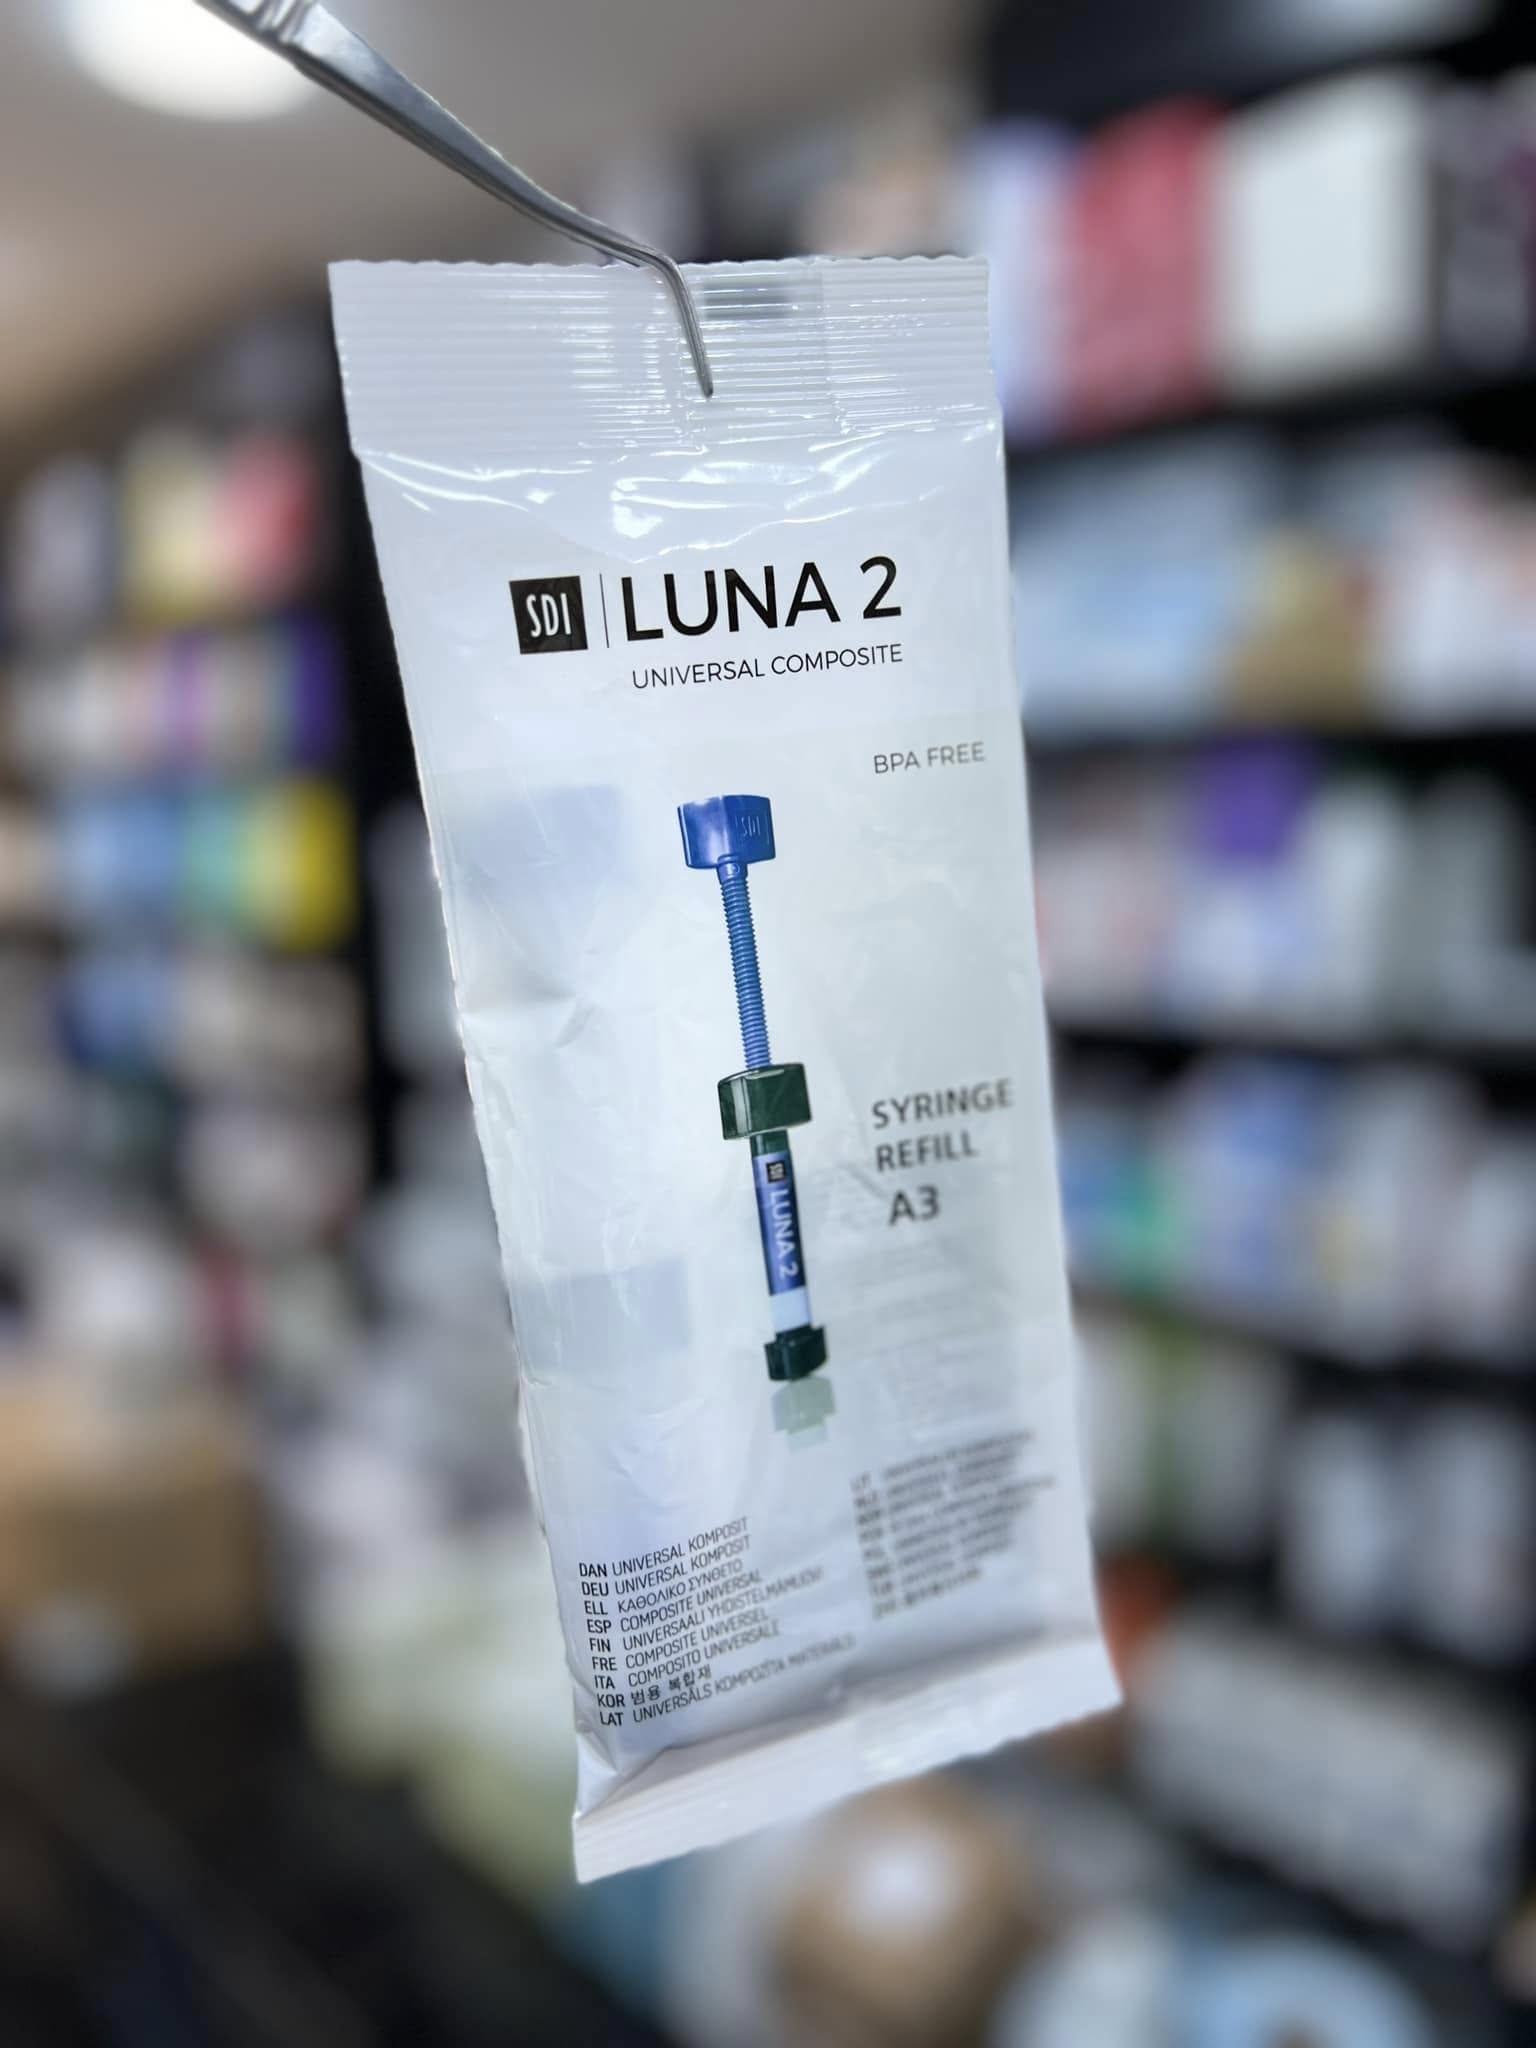 SDI LUNA 2
UNIVERSAL COMPOSITE
BPA FREE
SDI
SYRINGE
REFILL
A3
SDI LUNA 2
DAN UNIVERSAL KOMPOSIT
DEU UNIVERSAL KOMPOSIT
ELL ΚΑΘΟΛΙΚΟ ΣΥΝΘΕΤΟ
ESP COMPOSITE UNIVERSAL
FIN UNIVERSAALI YHDISTELMÄMUOVI
FRE COMPOSITE UNIVERSEL
ITA COMPOSITO UNIVERSALE
KOR 범용 복합재
LAT UNIVERSĀLS KOMPOZĪTA MATERIĀLS